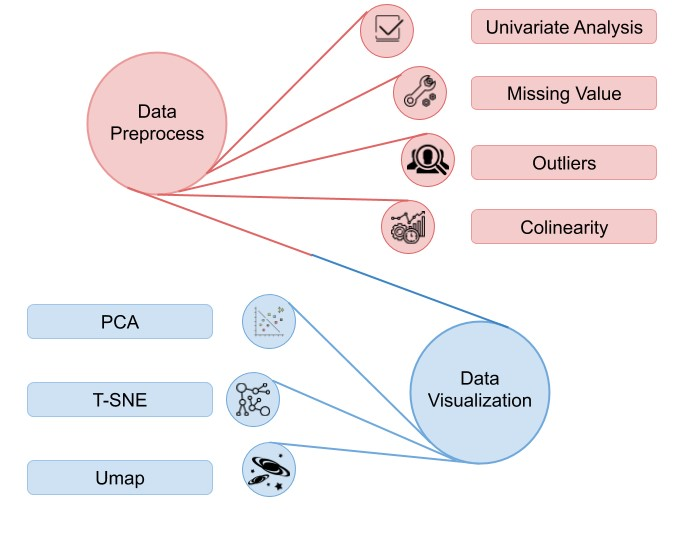 Data
Preprocess
Univariate Analysis
Missing Value
Outliers
Colinearity
PCA
T-SNE
Umap
Data
Visualization